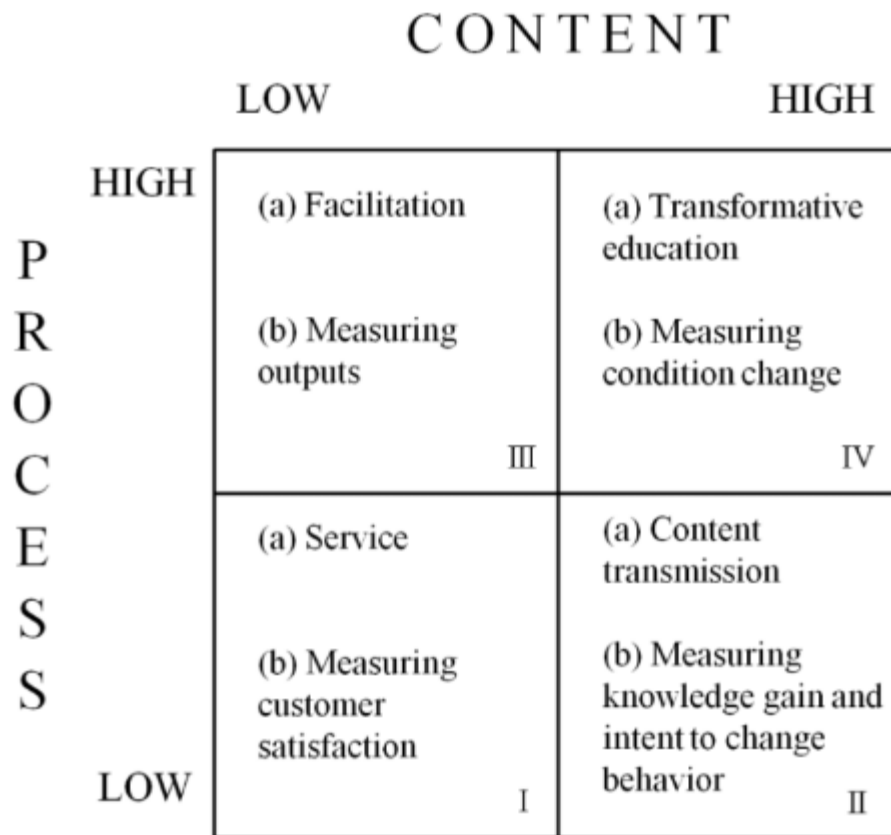 CONTENT
LOW
HIGH
HIGH
PROCESS
LOW
(a) Facilitation
(b) Measuring
outputs
III
(a) Transformative
education
(b) Measuring
condition change
IV
(a) Service
(b) Measuring
customer
satisfaction
I
(a) Content
transmission
(b) Measuring
knowledge gain and
intent to change
behavior
II